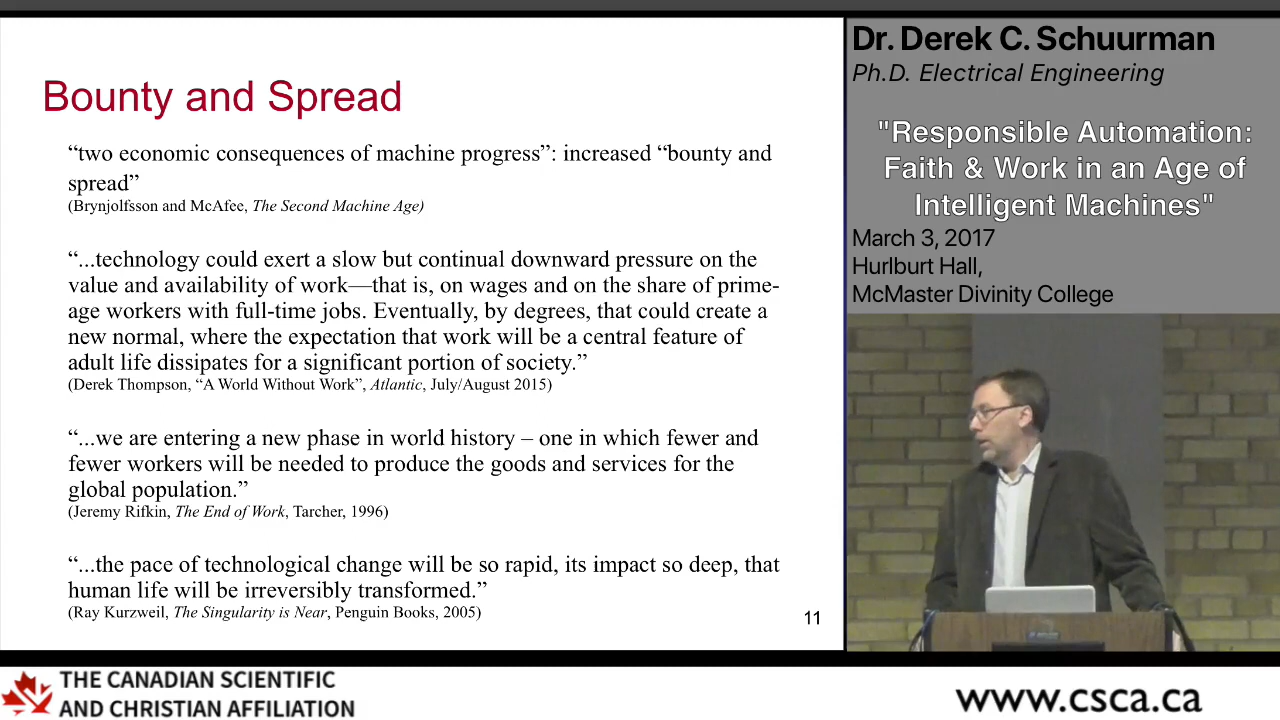 Bounty and Spread
“two economic consequences of machine progress”: increased “bounty and
spread”
(Brynjolfsson and McAfee, The Second Machine Age)
“...technology could exert a slow but continual downward pressure on the
value and availability of work—that is, on wages and on the share of prime-
age workers with full-time jobs. Eventually, by degrees, that could create a
new normal, where the expectation that work will be a central feature of
adult life dissipates for a significant portion of society.”
(Derek Thompson, “A World Without Work”, Atlantic, July/August 2015)
“...we are entering a new phase in world history – one in which fewer and
fewer workers will be needed to produce the goods and services for the
global population.”
(Jeremy Rifkin, The End of Work, Tarcher, 1996)
“...the pace of technological change will be so rapid, its impact so deep, that
human life will be irreversibly transformed.”
(Ray Kurzweil, The Singularity is Near, Penguin Books, 2005)
11
Dr. Derek C. Schuurman
Ph.D. Electrical Engineering
"Responsible Automation:
Faith & Work in an Age of
Intelligent Machines"
March 3, 2017
Hurlburt Hall,
McMaster Divinity College
THE CANADIAN SCIENTIFIC
AND CHRISTIAN AFFILIATION
www.csca.ca